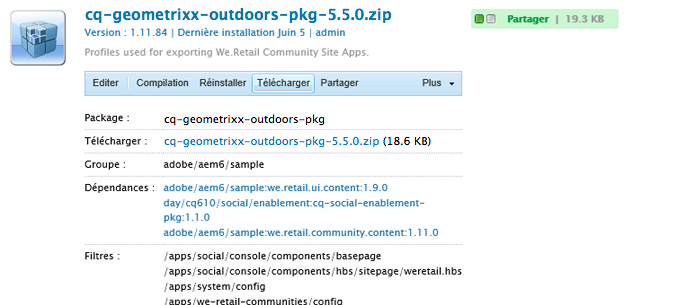 cq-geometrixx-outdoors-pkg-5.5.0.zip
Version : 1.11.84 | Dernière installation Juin 5 | admin
Profiles used for exporting We.Retail Community Site Apps.
Partager | 19.3 KB
Editer Compilation Réinstaller Télécharger Partager Plus
Package : cq-geometrixx-outdoors-pkg
Télécharger : cq-geometrixx-outdoors-pkg-5.5.0.zip (18.6 KB)
Groupe : adobe/aem6/sample
Dépendances : adobe/aem6/sample:we.retail.ui.content:1.9.0
day/cq610/social/enablement:cq-social-enablement-
pkg:1.1.0
adobe/aem6/sample:we.retail.community.content:1.11.0
Filtres : /apps/social/console/components/basepage
/apps/social/console/components/hbs/sitepage/weretail.hbs
/apps/system/config
/apps/we-retail-communities/config